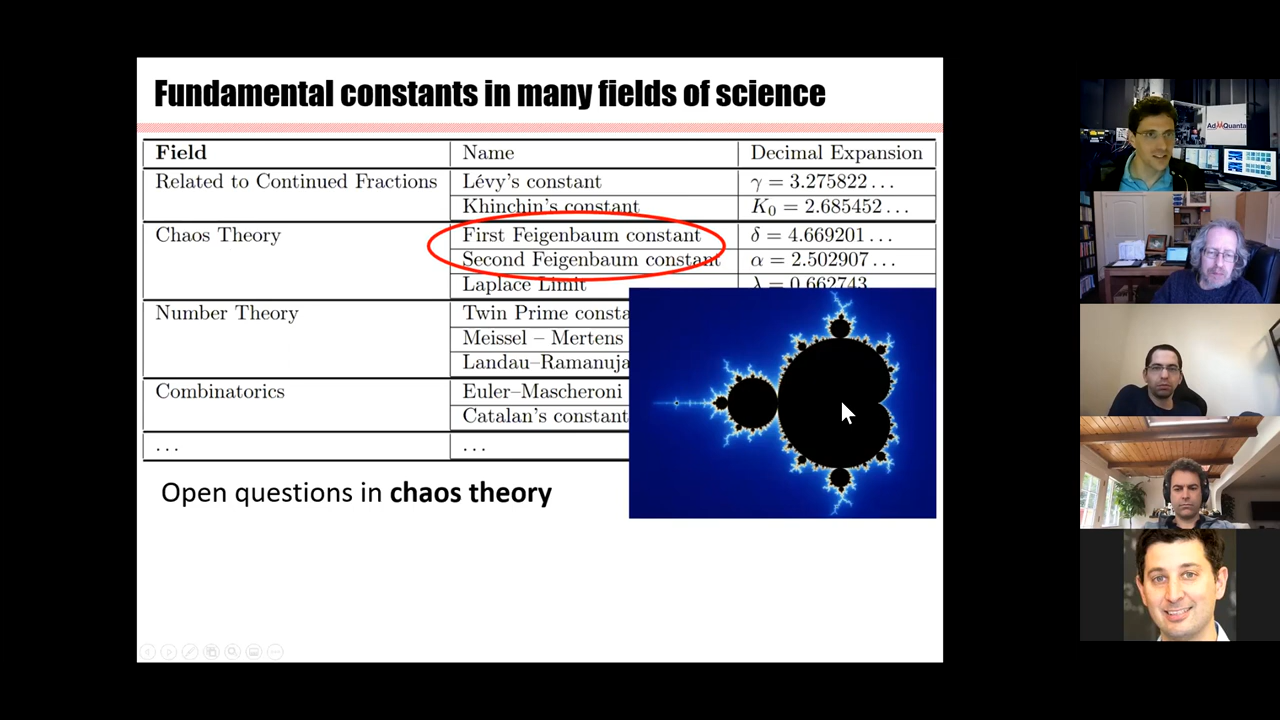 Fundamental constants in many fields of science
Field Name Decimal Expansion
Related to Continued Fractions Lévy's constant γ = 3.275822...
Khinchin's constant K₀ = 2.685452...
Chaos Theory First Feigenbaum constant δ = 4.669201...
Second Feigenbaum constant α = 2.502907...
Laplace Limit λ = 0.662743
Number Theory Twin Prime consta
Meissel – Mertens
Landau–Ramanuja
Combinatorics Euler–Mascheroni
Catalan's constant
... ...
Open questions in chaos theory
AdMQuanta